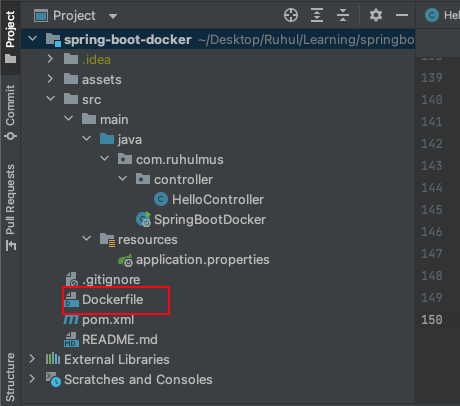 Project
Commit
Pull Requests
Structure
Project
spring-boot-docker ~/Desktop/Ruhul/Learning/springbo
.idea
assets
src
main
java
com.ruhulmus
controller
HelloController
SpringBootDocker
resources
application.properties
.gitignore
Dockerfile
pom.xml
README.md
External Libraries
Scratches and Consoles
Hello
139
140
141
142
143
144
145
146
147
148
149
150